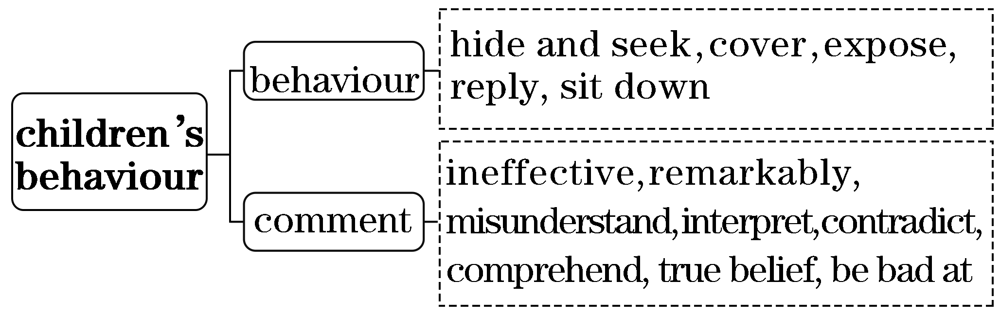 children's
behaviour
behaviour
hide and seek, cover, expose,
reply, sit down
comment
ineffective, remarkably,
misunderstand, interpret, contradict,
comprehend, true belief, be bad at